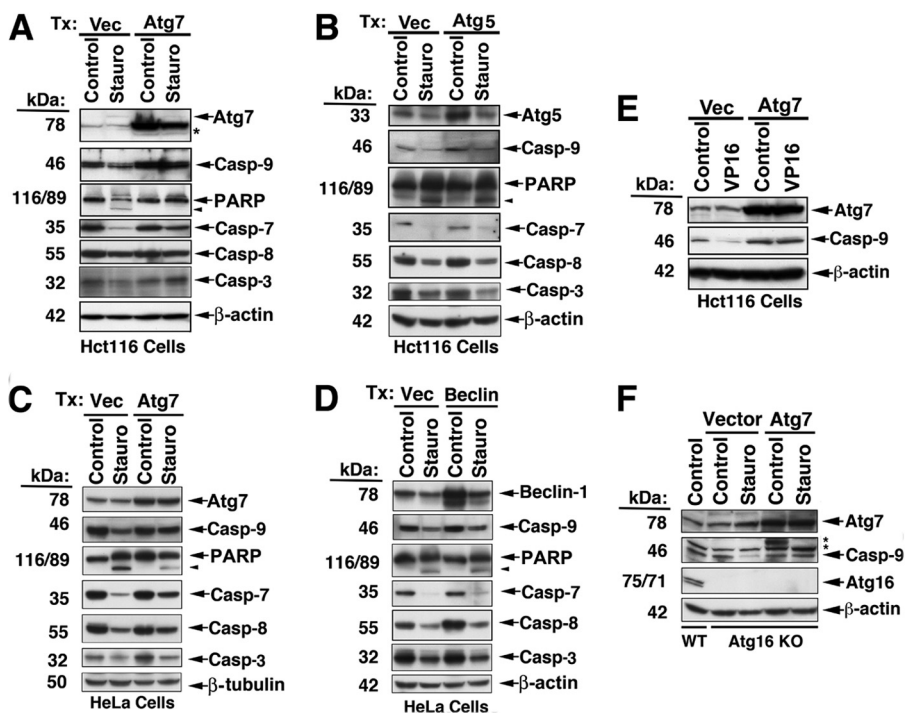 A
Tx: Vec Atg7
Control Stauro Control Stauro
kDa:
78 Atg7
*
46 Casp-9
116/89 PARP
35 Casp-7
55 Casp-8
32 Casp-3
42 β-actin
Hct116 Cells
B
Tx: Vec Atg5
Control Stauro Control Stauro
kDa:
33 Atg5
46 Casp-9
116/89 PARP
35 Casp-7
55 Casp-8
32 Casp-3
42 β-actin
Hct116 Cells
E
Vec Atg7
Control VP16 Control VP16
kDa:
78 Atg7
46 Casp-9
42 β-actin
Hct116 Cells
C
Tx: Vec Atg7
Control Stauro Control Stauro
kDa:
78 Atg7
46 Casp-9
116/89 PARP
35 Casp-7
55 Casp-8
32 Casp-3
50 β-tubulin
HeLa Cells
D
Tx: Vec Beclin
Control Stauro Control Stauro
kDa:
78 Beclin-1
46 Casp-9
116/89 PARP
35 Casp-7
55 Casp-8
32 Casp-3
42 β-actin
HeLa Cells
F
Vector Atg7
Control Control Stauro Control Stauro
kDa:
78 Atg7
*
*
46 Casp-9
75/71 Atg16
42 β-actin
WT Atg16 KO